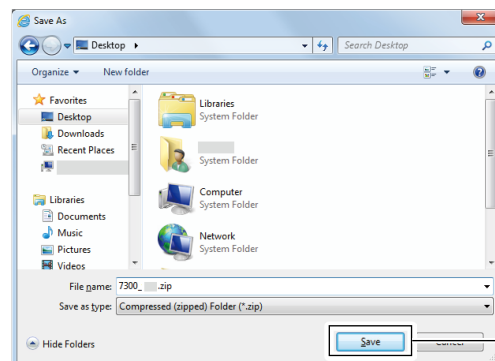 Save As
Desktop
Search Desktop
Organize
New folder
Favorites
Desktop
Downloads
Recent Places
Libraries
Documents
Music
Pictures
Videos
Libraries
System Folder
System Folder
Computer
System Folder
Network
System Folder
File name: 7300_ .zip
Save as type: Compressed (zipped) Folder (*.zip)
Hide Folders
Save
Cancel